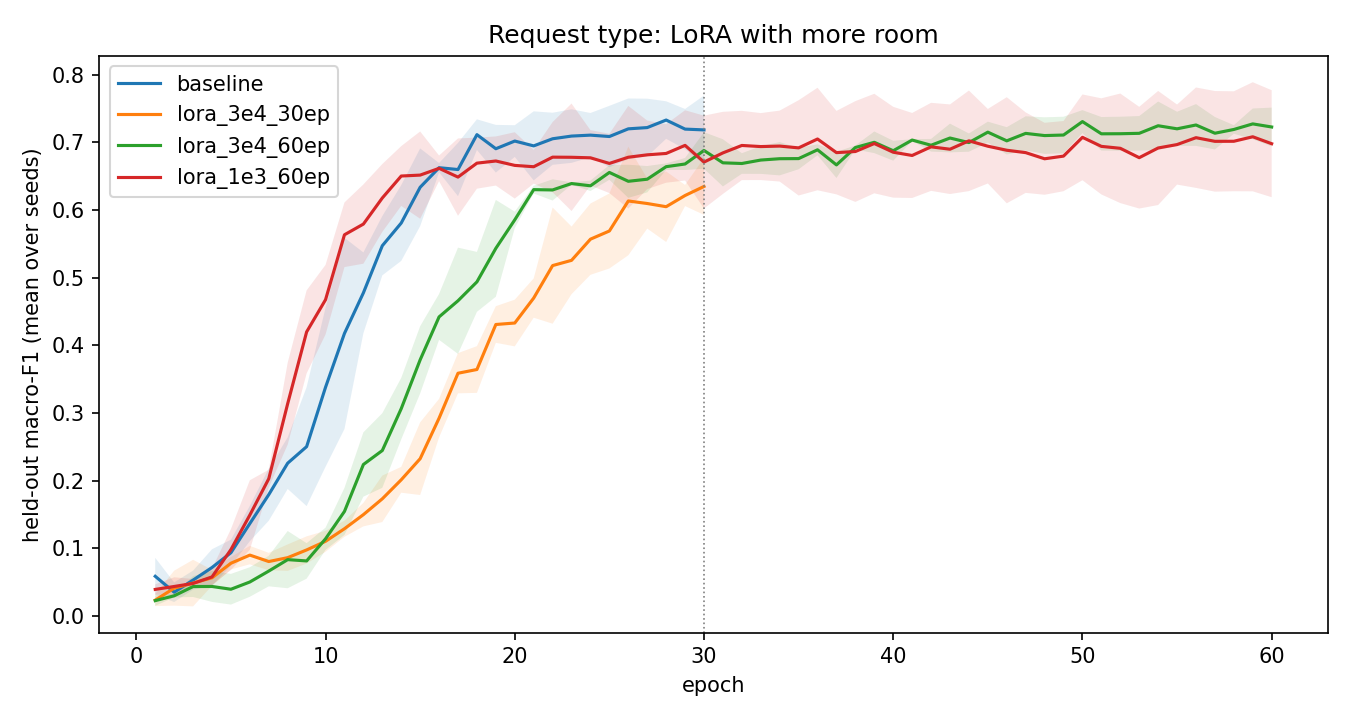 Request type: LoRA with more room
baseline
lora_3e4_30ep
lora_3e4_60ep
lora_1e3_60ep
held-out macro-F1 (mean over seeds)
0.8
0.7
0.6
0.5
0.4
0.3
0.2
0.1
0.0
0
10
20
30
40
50
60
epoch